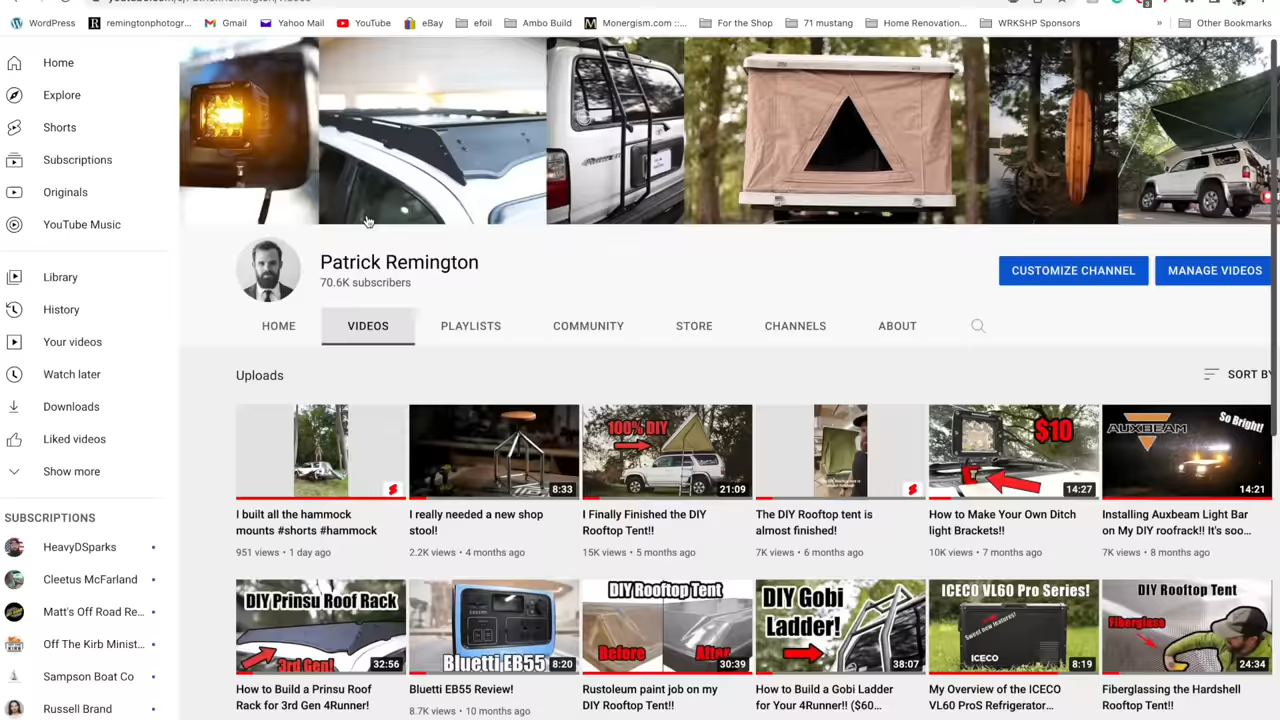 WordPress remingtonphotogr... Gmail Yahoo Mail YouTube eBay efoil Ambo Build Monergism.com ::... For the Shop 71 mustang Home Renovation... WRKSHP Sponsors » Other Bookmarks
Home
Explore
Shorts
Subscriptions
Originals
YouTube Music
Library
History
Your videos
Watch later
Downloads
Liked videos
Show more
SUBSCRIPTIONS
HeavyDSparks
Cleetus McFarland
Matt's Off Road Re...
Off The Kirb Minist...
Sampson Boat Co
Russell Brand
Patrick Remington
70.6K subscribers
CUSTOMIZE CHANNEL
MANAGE VIDEOS
HOME VIDEOS PLAYLISTS COMMUNITY STORE CHANNELS ABOUT
Uploads
SORT BY
I built all the hammock
mounts #shorts #hammock
951 views • 1 day ago
8:33
I really needed a new shop
stool!
2.2K views • 4 months ago
100% DIY
21:09
I Finally Finished the DIY
Rooftop Tent!!
15K views • 5 months ago
The DIY Rooftop tent is
almost finished!
7K views • 6 months ago
$10
14:27
How to Make Your Own Ditch
light Brackets!!
10K views • 7 months ago
AUXBEAM
So Bright!
14:21
Installing Auxbeam Light Bar
on My DIY roofrack!! It's soo...
7K views • 8 months ago
DIY Prinsu Roof Rack
3rd Gen!
32:56
How to Build a Prinsu Roof
Rack for 3rd Gen 4Runner!
Bluetti EB55
8:20
Bluetti EB55 Review!
8.7K views • 10 months ago
DIY Rooftop Tent
Before
After
30:39
Rustoleum paint job on my
DIY Rooftop Tent!!
DIY Gobi
Ladder!
38:07
How to Build a Gobi Ladder
for Your 4Runner!! ($60...
ICECO VL60 Pro Series!
Sweet new features!
ICECO
8:19
My Overview of the ICECO
VL60 ProS Refrigerator...
DIY Rooftop Tent
Fiberglass
24:34
Fiberglassing the Hardshell
Rooftop Tent!!